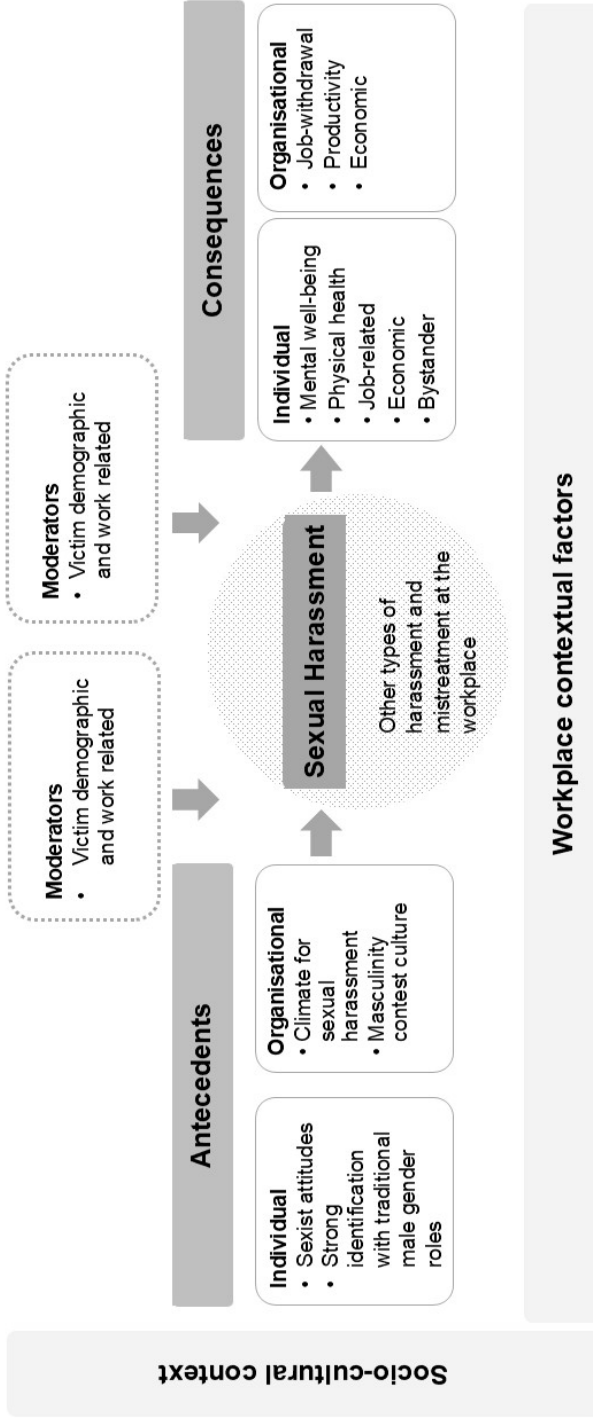 Socio-cultural context
Moderators
• Victim demographic
and work related
Moderators
• Victim demographic
and work related
Antecedents
Individual
• Sexist attitudes
• Strong
identification
with traditional
male gender
roles
Organisational
• Climate for
sexual
harassment
• Masculinity
contest culture
Sexual Harassment
Other types of
harassment and
mistreatment at the
workplace
Consequences
Individual
• Mental well-being
• Physical health
• Job-related
• Economic
• Bystander
Organisational
• Job-withdrawal
• Productivity
• Economic
Workplace contextual factors